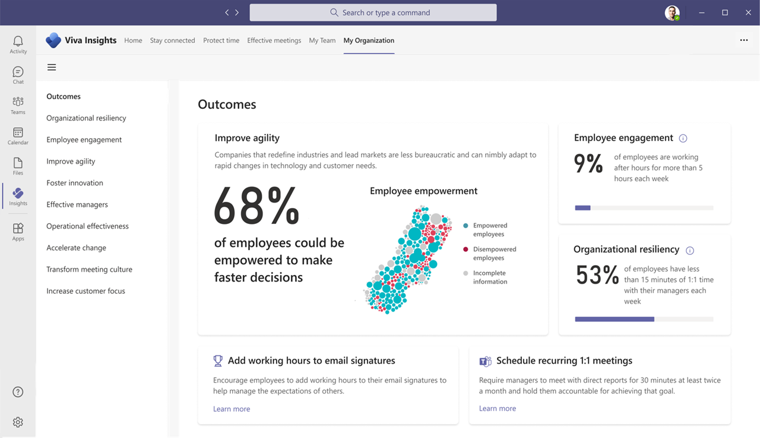 Search or type a command
Viva Insights
Home
Stay connected
Protect time
Effective meetings
My Team
My Organization
Activity
Chat
Teams
Calendar
Files
Insights
Apps
Outcomes
Organizational resiliency
Employee engagement
Improve agility
Foster innovation
Effective managers
Operational effectiveness
Accelerate change
Transform meeting culture
Increase customer focus
Outcomes
Improve agility
Companies that redefine industries and lead markets are less bureaucratic and can nimbly adapt to
rapid changes in technology and customer needs.
68%
of employees could be
empowered to make
faster decisions
Employee empowerment
Empowered
employees
Disempowered
employees
Incomplete
information
Employee engagement
9%
of employees are working
after hours for more than 5
hours each week
Organizational resiliency
53%
of employees have less
than 15 minutes of 1:1 time
with their managers each
week
Add working hours to email signatures
Encourage employees to add working hours to their email signatures to
help manage the expectations of others.
Learn more
Schedule recurring 1:1 meetings
Require managers to meet with direct reports for 30 minutes at least twice
a month and hold them accountable for achieving that goal.
Learn more